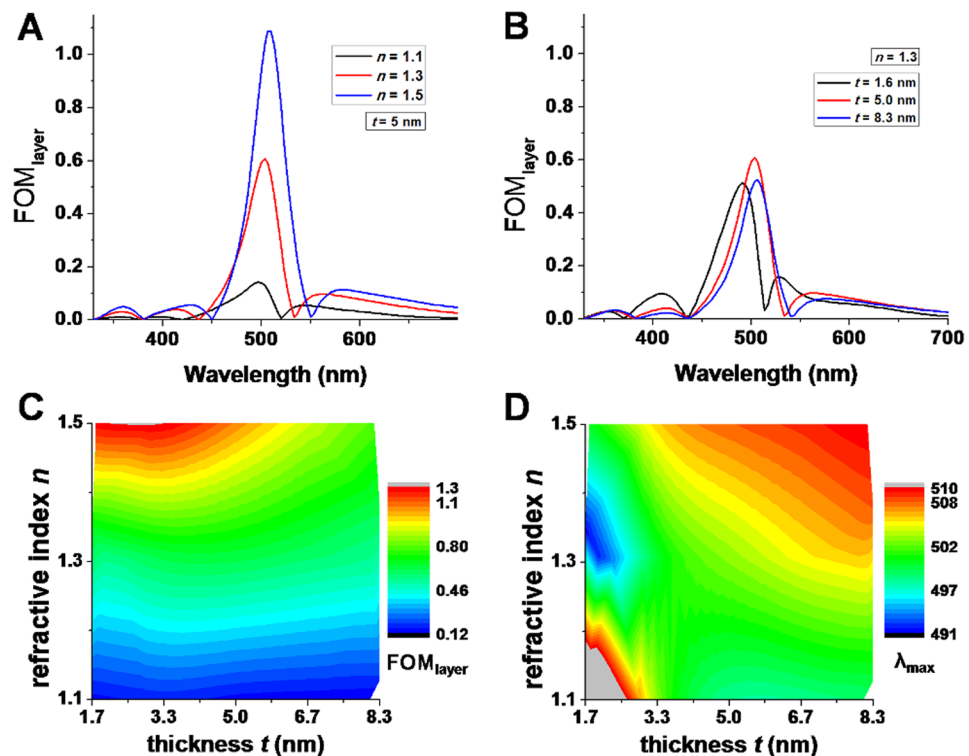 A
1.0
0.8
0.6
0.4
0.2
0.0
FOMlayer
n = 1.1
n = 1.3
n = 1.5
t = 5 nm
400
500
600
Wavelength (nm)
B
1.0
0.8
0.6
0.4
0.2
0.0
FOMlayer
n = 1.3
t = 1.6 nm
t = 5.0 nm
t = 8.3 nm
400
500
600
700
Wavelength (nm)
C
1.5
1.3
1.1
refractive index n
1.7
3.3
5.0
6.7
8.3
thickness t (nm)
1.3
1.1
0.80
0.46
0.12
FOMlayer
D
1.5
1.3
1.1
refractive index n
1.7
3.3
5.0
6.7
8.3
thickness t (nm)
510
508
502
497
491
λmax